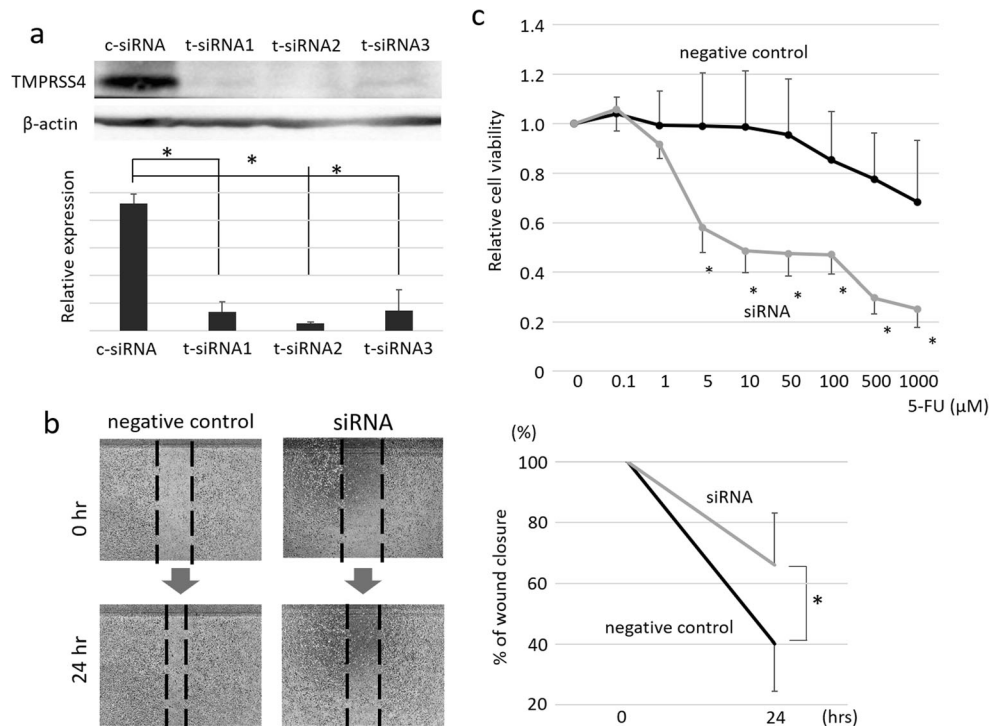 a
c-siRNA t-siRNA1 t-siRNA2 t-siRNA3
TMPRSS4
β-actin
* * *
Relative expression
c-siRNA t-siRNA1 t-siRNA2 t-siRNA3
b
negative control siRNA
0 hr
24 hr
(%)
% of wound closure
100
80
60
40
20
siRNA
negative control
*
0 24 (hrs)
c
Relative cell viability
1.4
1.2
1.0
0.8
0.6
0.4
0.2
0
negative control
siRNA
* * * * * *
0 0.1 1 5 10 50 100 500 1000
5-FU (μM)